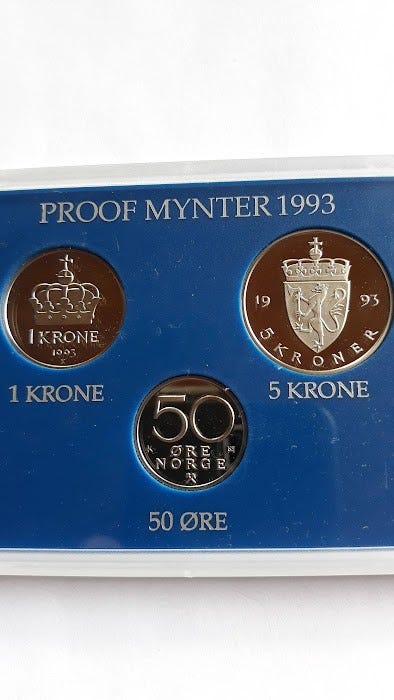 PROOF MYNTER 1993
1 KRONE
1993
K
1 KRONE
19 93
5 KRONER
5 KRONE
50
K
ØRE
NORGE
50 ØRE